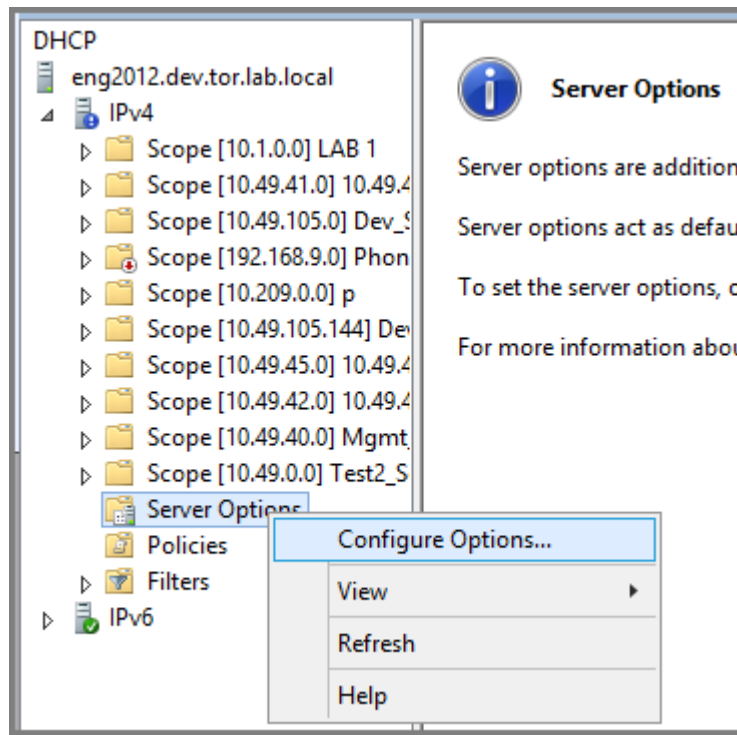 DHCP
eng2012.dev.tor.lab.local
IPv4
Scope [10.1.0.0] LAB 1
Scope [10.49.41.0] 10.49.4
Scope [10.49.105.0] Dev_S
Scope [192.168.9.0] Phon
Scope [10.209.0.0] p
Scope [10.49.105.144] Dev
Scope [10.49.45.0] 10.49.4
Scope [10.49.42.0] 10.49.4
Scope [10.49.40.0] Mgmt_
Scope [10.49.0.0] Test2_S
Server Options
Policies
Filters
IPv6
Configure Options...
View
Refresh
Help
Server Options
Server options are addition
Server options act as defau
To set the server options, c
For more information abou